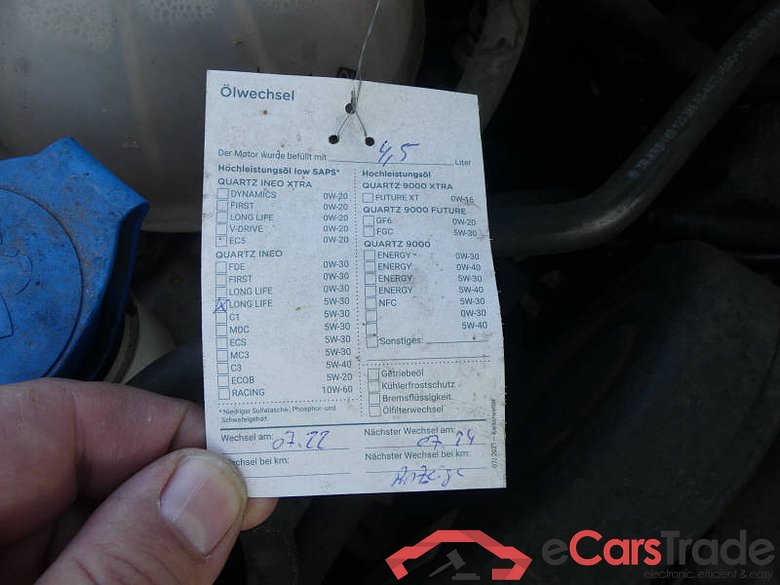 Ölwechsel
Der Motor wurde befüllt mit 4,5 Liter
Hochleistungsöl low SAPS*
QUARTZ INEO XTRA
DYNAMICS 0W-20
FIRST 0W-20
LONG LIFE 0W-20
V-DRIVE 0W-20
EC5 0W-20
QUARTZ INEO
FDE 0W-30
FIRST 0W-30
LONG LIFE 0W-30
X LONG LIFE 5W-30
C1 5W-30
MDC 5W-30
ECS 5W-30
MC3 5W-30
C3 5W-40
ECOB 5W-20
RACING 10W-60
* Niedriger Sulfatasche-, Phosphor- und
Schwefelgehalt
Hochleistungsöl
QUARTZ 9000 XTRA
FUTURE XT 0W-16
QUARTZ 9000 FUTURE
GF6 0W-20
FGC 5W-30
QUARTZ 9000
ENERGY 0W-30
ENERGY 0W-40
ENERGY 5W-30
ENERGY 5W-40
NFC 5W-30
0W-30
5W-40
Sonstiges:
Getriebeöl
Kühlerfrostschutz
Bremsflüssigkeit
Ölfilterwechsel
Wechsel am: 07.22
Nächster Wechsel am: 07.24
Wechsel bei km:
Nächster Wechsel bei km:
Anzeige
eCarsTrade
electronic, efficient & easy